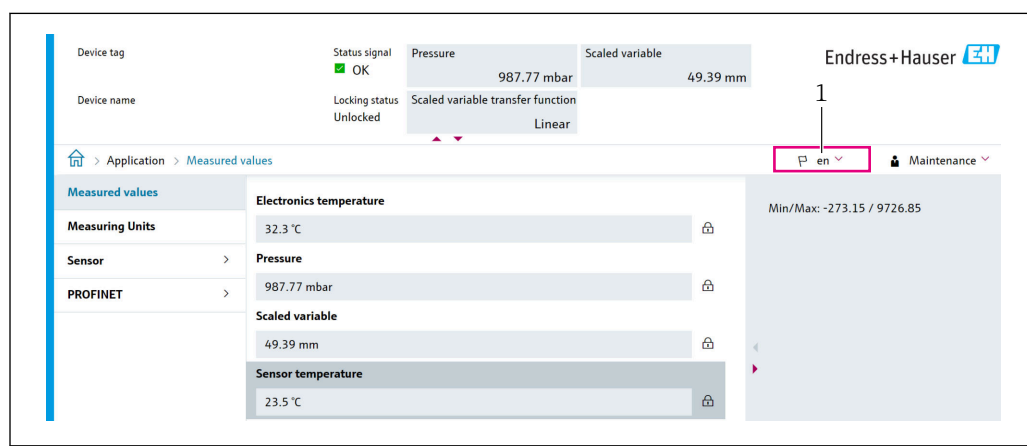 Device tag
Status signal
OK
Pressure
987.77 mbar
Scaled variable
49.39 mm
Endress+Hauser EH
Device name
Locking status
Unlocked
Scaled variable transfer function
Linear
1
> Application > Measured values
en
Maintenance
Measured values
Measuring Units
Sensor >
PROFINET >
Electronics temperature
32.3 °C
Pressure
987.77 mbar
Scaled variable
49.39 mm
Sensor temperature
23.5 °C
Min/Max: -273.15 / 9726.85